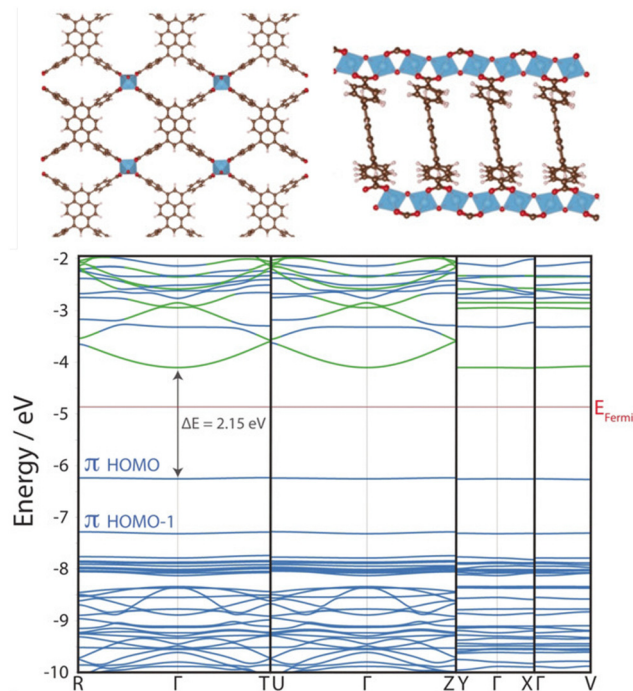 -2
-3
-4
-5
-6
-7
-8
-9
-10
Energy / eV
ΔE = 2.15 eV
E_Fermi
π HOMO
π HOMO-1
R Γ T U Γ Z Y Γ X Γ V